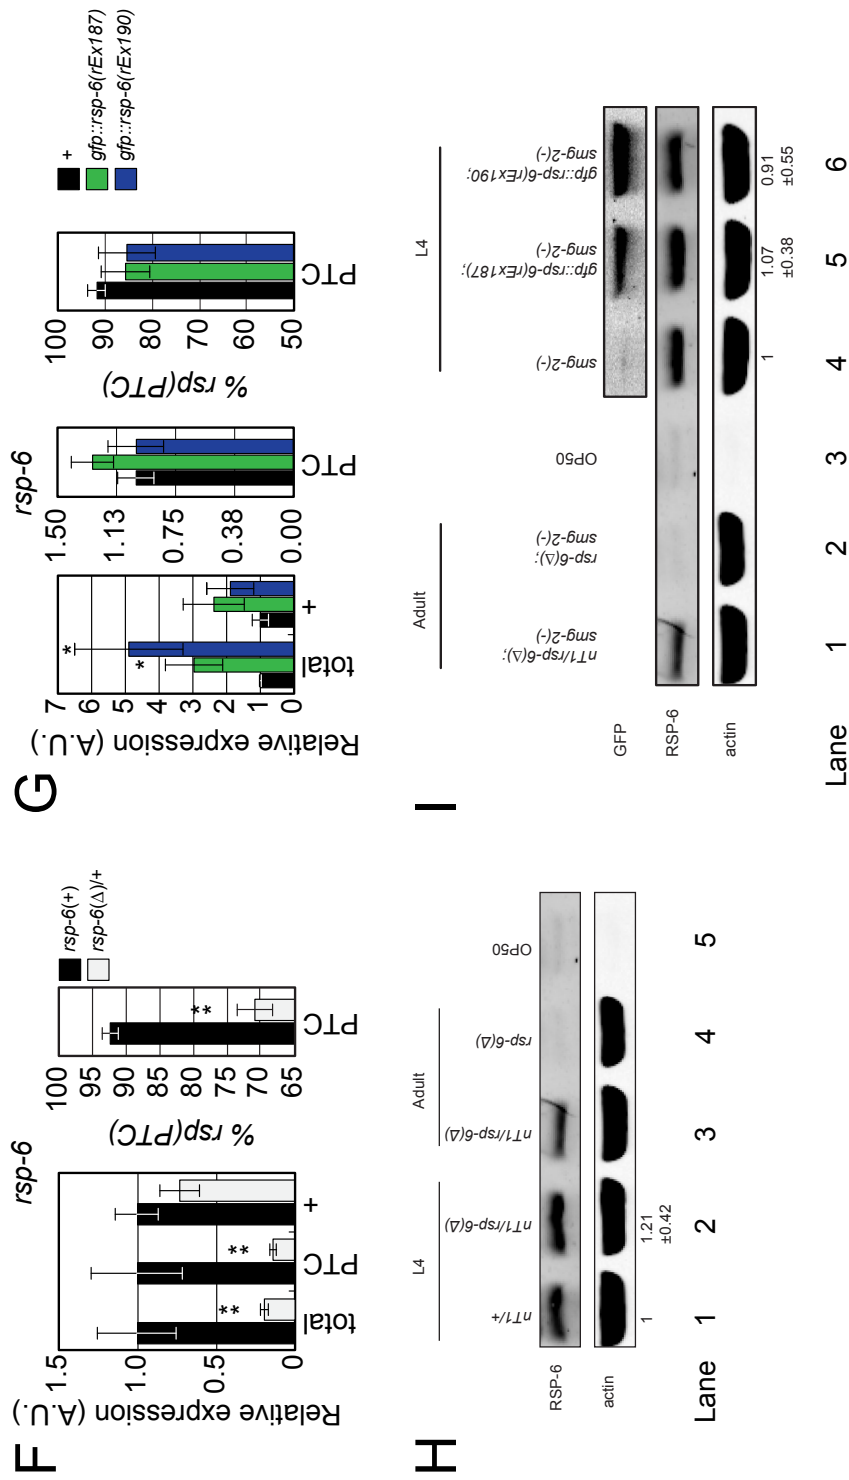 F
rsp-6
rsp-6(+)
rsp-6(Δ)/+
Relative expression (A.U.)
1.5
1.0
0.5
0
**
**
total
PTC
+
% rsp(PTC)
100
95
90
85
80
75
70
65
**
PTC
G
rsp-6
+
gfp::rsp-6(rEx187)
gfp::rsp-6(rEx190)
Relative expression (A.U.)
7
6
5
4
3
2
1
0
*
*
total
+
1.50
1.13
0.75
0.38
0.00
PTC
% rsp(PTC)
100
90
80
70
60
50
PTC
H
L4
Adult
nT1/+
nT1/rsp-6(Δ)
nT1/rsp-6(Δ)
rsp-6(Δ)
OP50
RSP-6
actin
1
1.21
±0.42
Lane
1
2
3
4
5
I
Adult
L4
nT1/rsp-6(Δ);
smg-2(-)
rsp-6(Δ);
smg-2(-)
OP50
smg-2(-)
gfp::rsp-6(rEx187);
smg-2(-)
gfp::rsp-6(rEx190;
smg-2(-)
GFP
RSP-6
actin
1
1.07
±0.38
0.91
±0.55
Lane
1
2
3
4
5
6